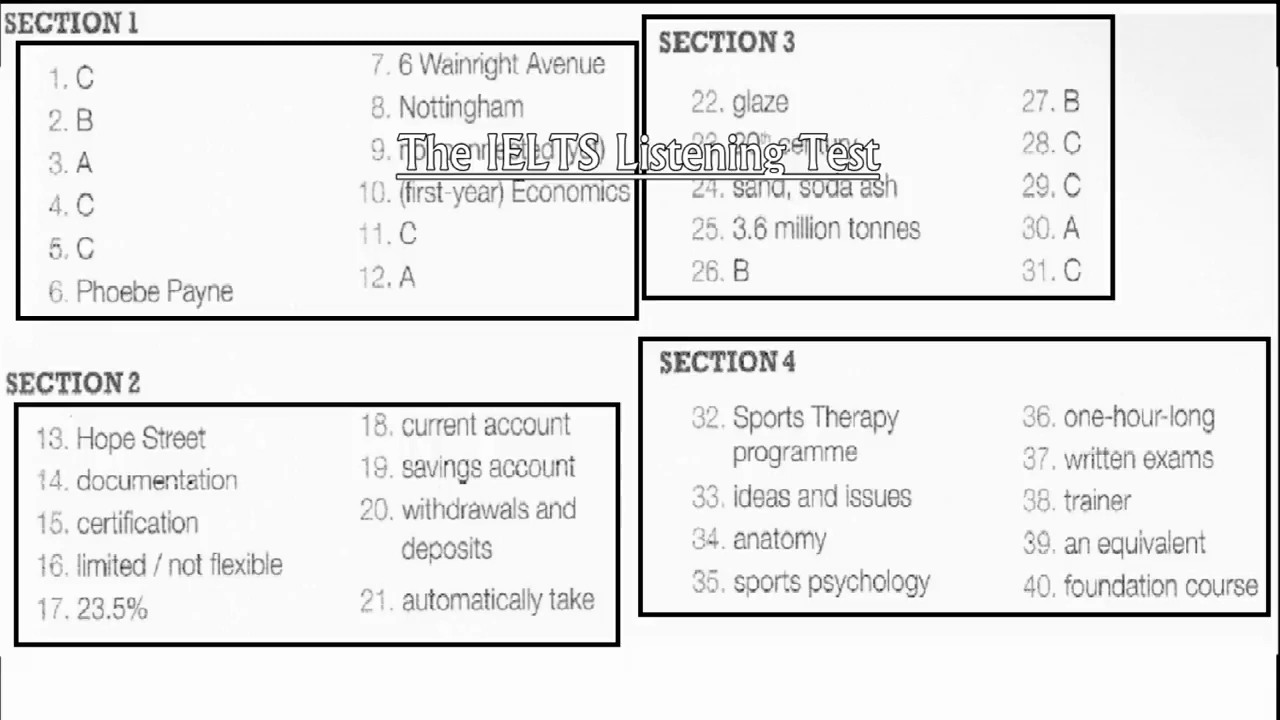 SECTION 1
1. C
2. B
3. A
4. C
5. C
6. Phoebe Payne
7. 6 Wainright Avenue
8. Nottingham
9.
10. (first-year) Economics
11. C
12. A
The IELTS Listening Test
SECTION 2
13. Hope Street
14. documentation
15. certification
16. limited / not flexible
17. 23.5%
18. current account
19. savings account
20. withdrawals and
deposits
21. automatically take
SECTION 3
22. glaze
23. 20th century
24. sand, soda ash
25. 3.6 million tonnes
26. B
27. B
28. C
29. C
30. A
31. C
SECTION 4
32. Sports Therapy
programme
33. ideas and issues
34. anatomy
35. sports psychology
36. one-hour-long
37. written exams
38. trainer
39. an equivalent
40. foundation course